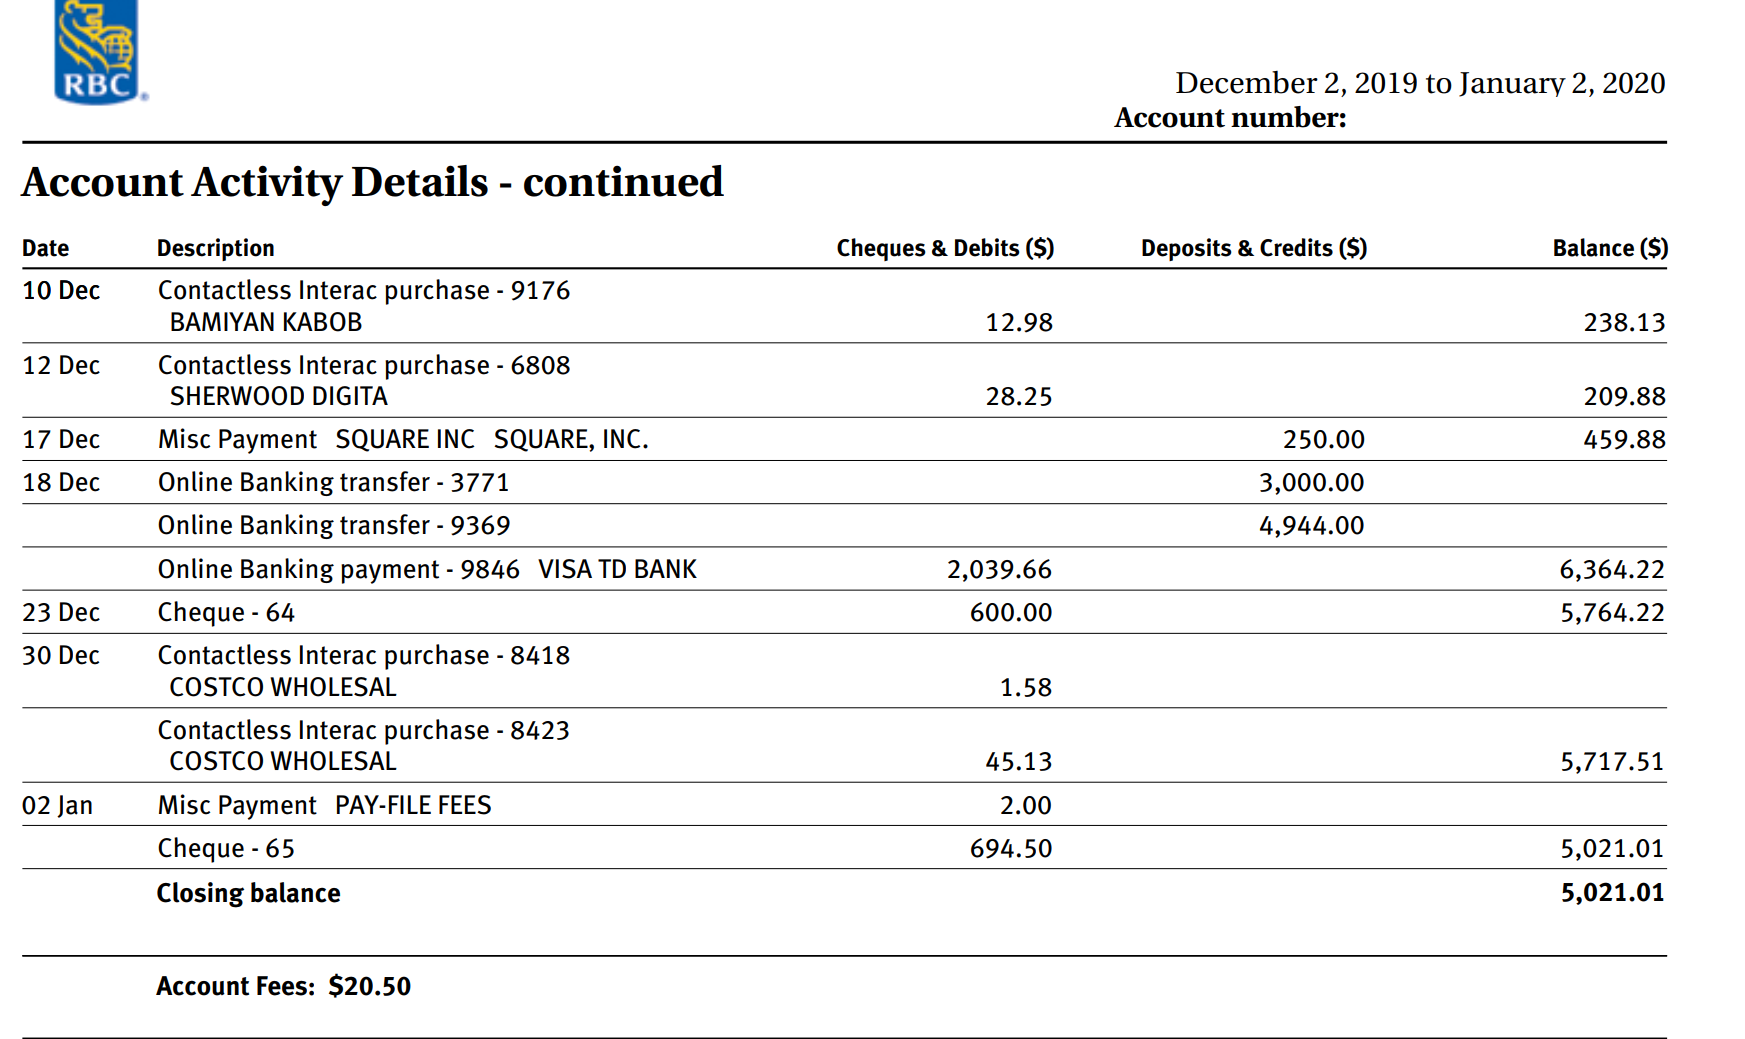 RBC ®
December 2, 2019 to January 2, 2020
Account number:
Account Activity Details - continued
Date Description Cheques & Debits ($) Deposits & Credits ($) Balance ($)
10 Dec Contactless Interac purchase - 9176
BAMIYAN KABOB 12.98 238.13
12 Dec Contactless Interac purchase - 6808
SHERWOOD DIGITA 28.25 209.88
17 Dec Misc Payment SQUARE INC SQUARE, INC. 250.00 459.88
18 Dec Online Banking transfer - 3771 3,000.00
Online Banking transfer - 9369 4,944.00
Online Banking payment - 9846 VISA TD BANK 2,039.66 6,364.22
23 Dec Cheque - 64 600.00 5,764.22
30 Dec Contactless Interac purchase - 8418
COSTCO WHOLESAL 1.58
Contactless Interac purchase - 8423
COSTCO WHOLESAL 45.13 5,717.51
02 Jan Misc Payment PAY-FILE FEES 2.00
Cheque - 65 694.50 5,021.01
Closing balance 5,021.01
Account Fees: $20.50